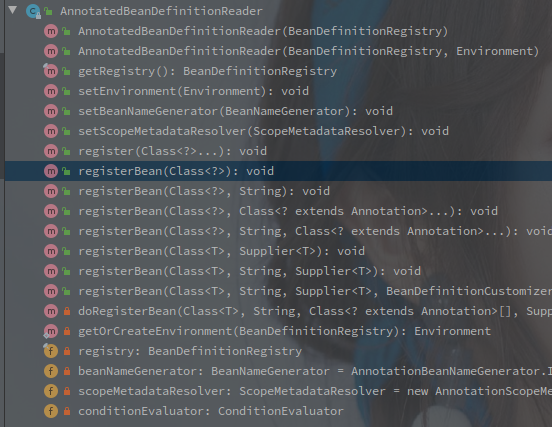 AnnotatedBeanDefinitionReader
AnnotatedBeanDefinitionReader(BeanDefinitionRegistry)
AnnotatedBeanDefinitionReader(BeanDefinitionRegistry, Environment)
getRegistry(): BeanDefinitionRegistry
setEnvironment(Environment): void
setBeanNameGenerator(BeanNameGenerator): void
setScopeMetadataResolver(ScopeMetadataResolver): void
register(Class<?>...): void
registerBean(Class<?>): void
registerBean(Class<?>, String): void
registerBean(Class<?>, Class<? extends Annotation>...): void
registerBean(Class<?>, String, Class<? extends Annotation>...): void
registerBean(Class<T>, Supplier<T>): void
registerBean(Class<T>, String, Supplier<T>): void
registerBean(Class<T>, String, Supplier<T>, BeanDefinitionCustomizer
doRegisterBean(Class<T>, String, Class<? extends Annotation>[], Supp
getOrCreateEnvironment(BeanDefinitionRegistry): Environment
registry: BeanDefinitionRegistry
beanNameGenerator: BeanNameGenerator = AnnotationBeanNameGenerator.I
scopeMetadataResolver: ScopeMetadataResolver = new AnnotationScopeMe
conditionEvaluator: ConditionEvaluator